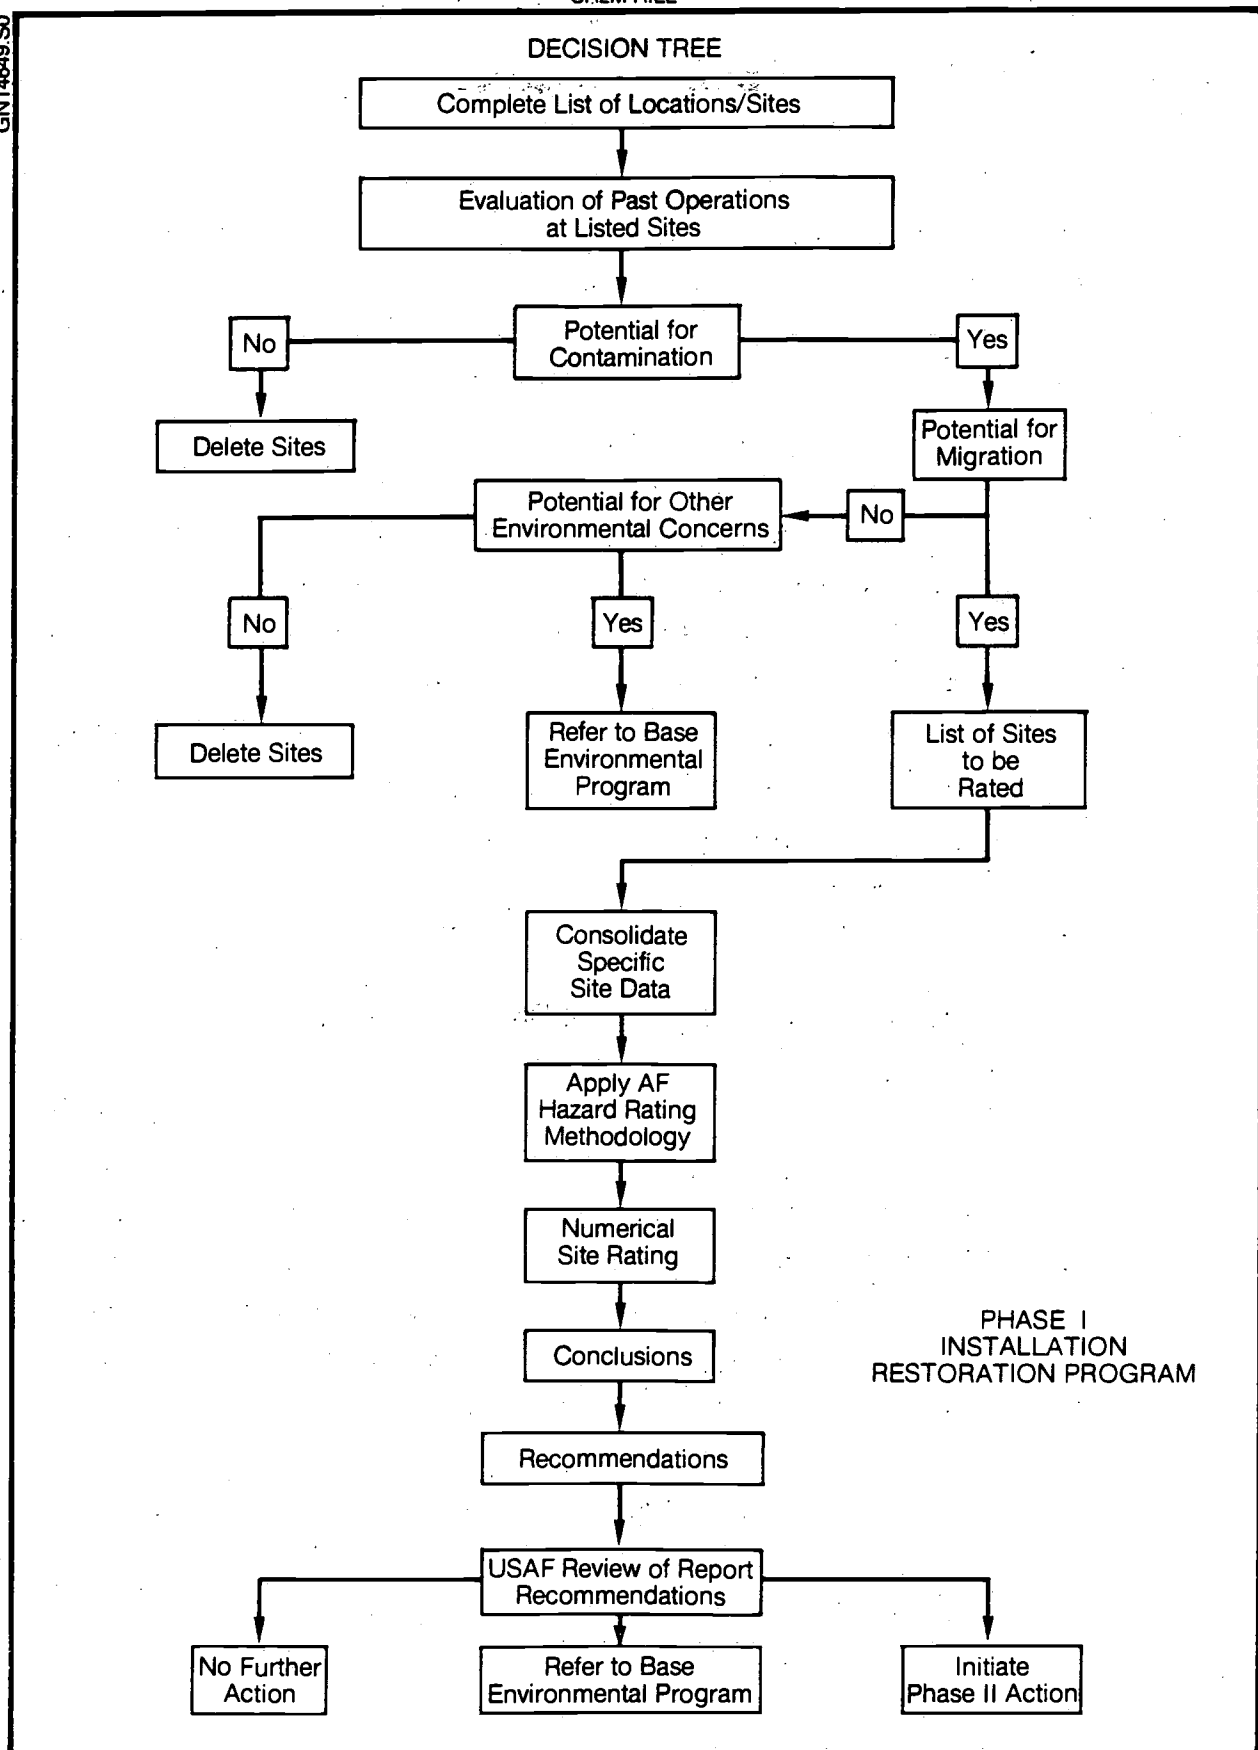 GN14649.S0
DECISION TREE
Complete List of Locations/Sites
Evaluation of Past Operations
at Listed Sites
Potential for
Contamination
No
Yes
Delete Sites
Potential for
Migration
Potential for Other
Environmental Concerns
No
No
Yes
Yes
Delete Sites
Refer to Base
Environmental
Program
List of Sites
to be
Rated
Consolidate
Specific
Site Data
Apply AF
Hazard Rating
Methodology
Numerical
Site Rating
PHASE I
INSTALLATION
RESTORATION PROGRAM
Conclusions
Recommendations
USAF Review of Report
Recommendations
No Further
Action
Refer to Base
Environmental Program
Initiate
Phase II Action